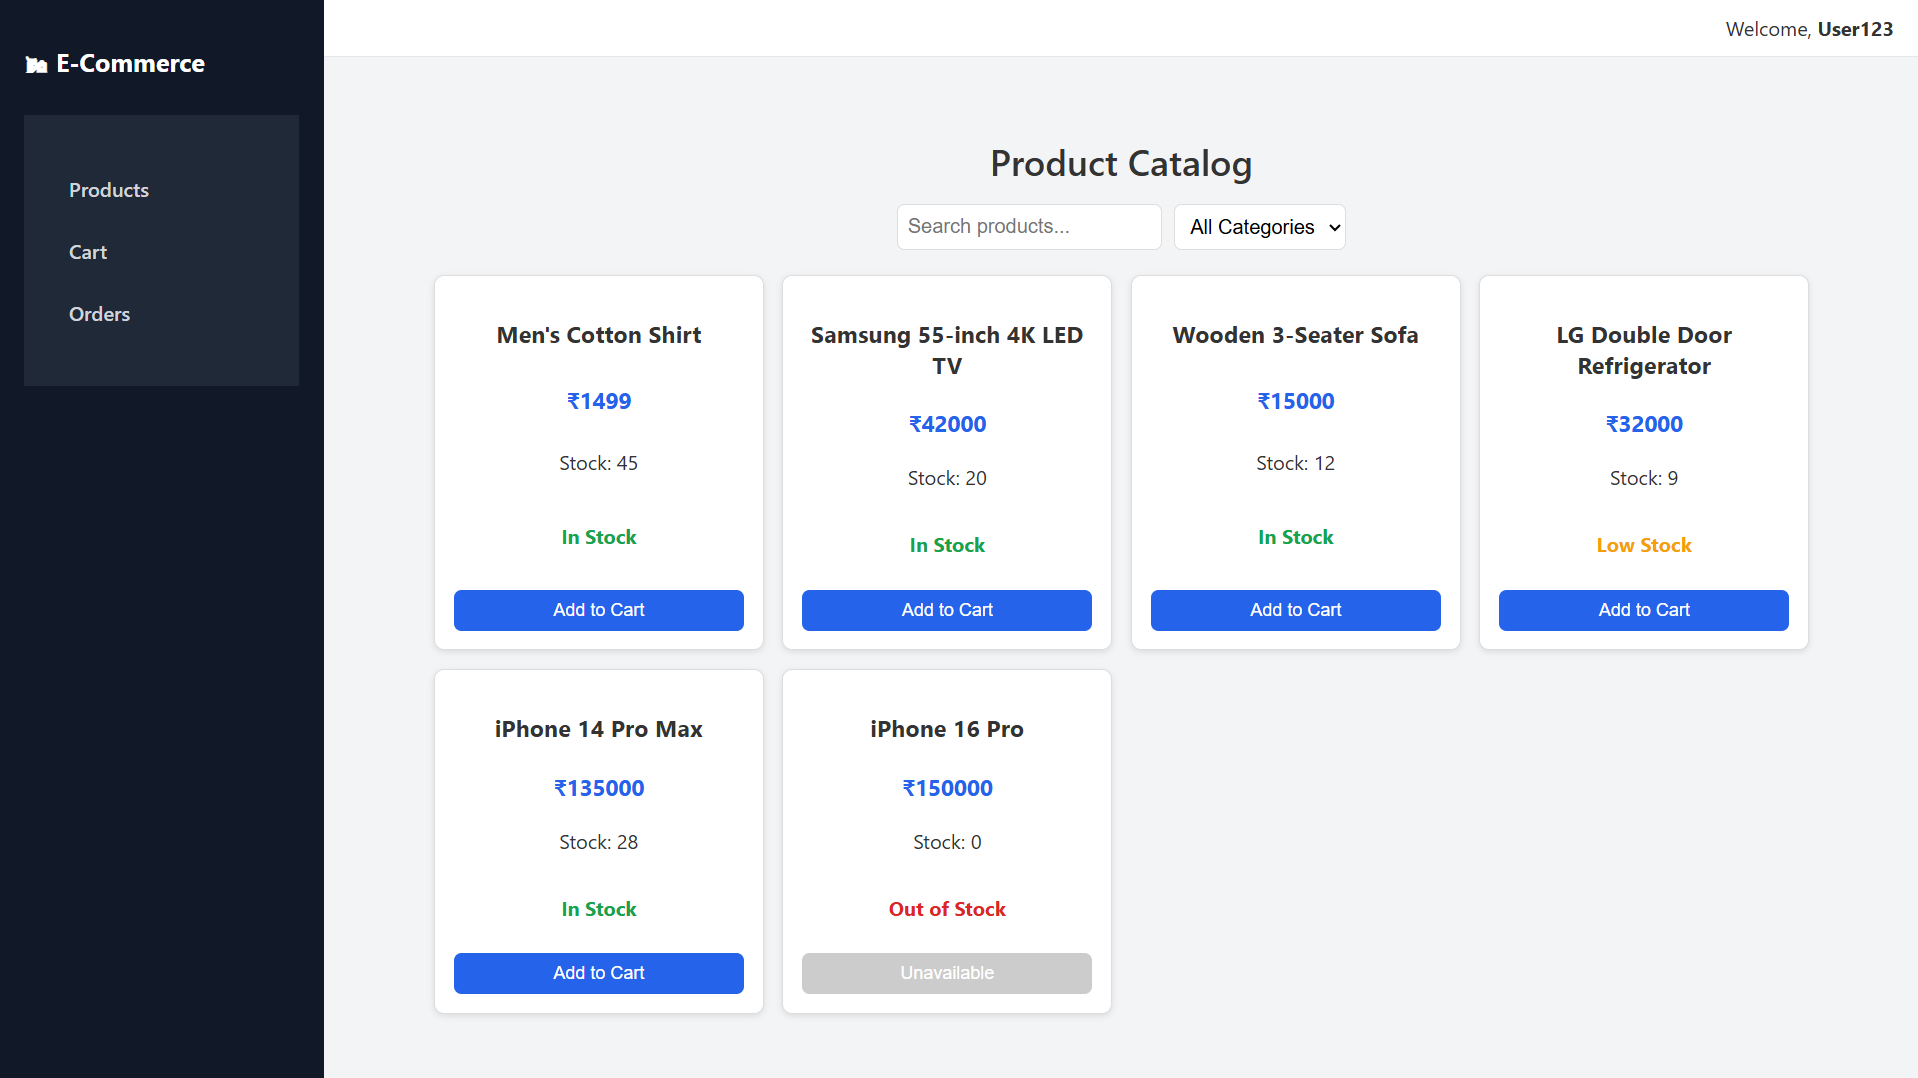 E-Commerce
Welcome, User123
Products
Cart
Orders
Product Catalog
Search products...
All Categories
Men's Cotton Shirt
₹1499
Stock: 45
In Stock
Add to Cart
Samsung 55-inch 4K LED
TV
₹42000
Stock: 20
In Stock
Add to Cart
Wooden 3-Seater Sofa
₹15000
Stock: 12
In Stock
Add to Cart
LG Double Door
Refrigerator
₹32000
Stock: 9
Low Stock
Add to Cart
iPhone 14 Pro Max
₹135000
Stock: 28
In Stock
Add to Cart
iPhone 16 Pro
₹150000
Stock: 0
Out of Stock
Unavailable